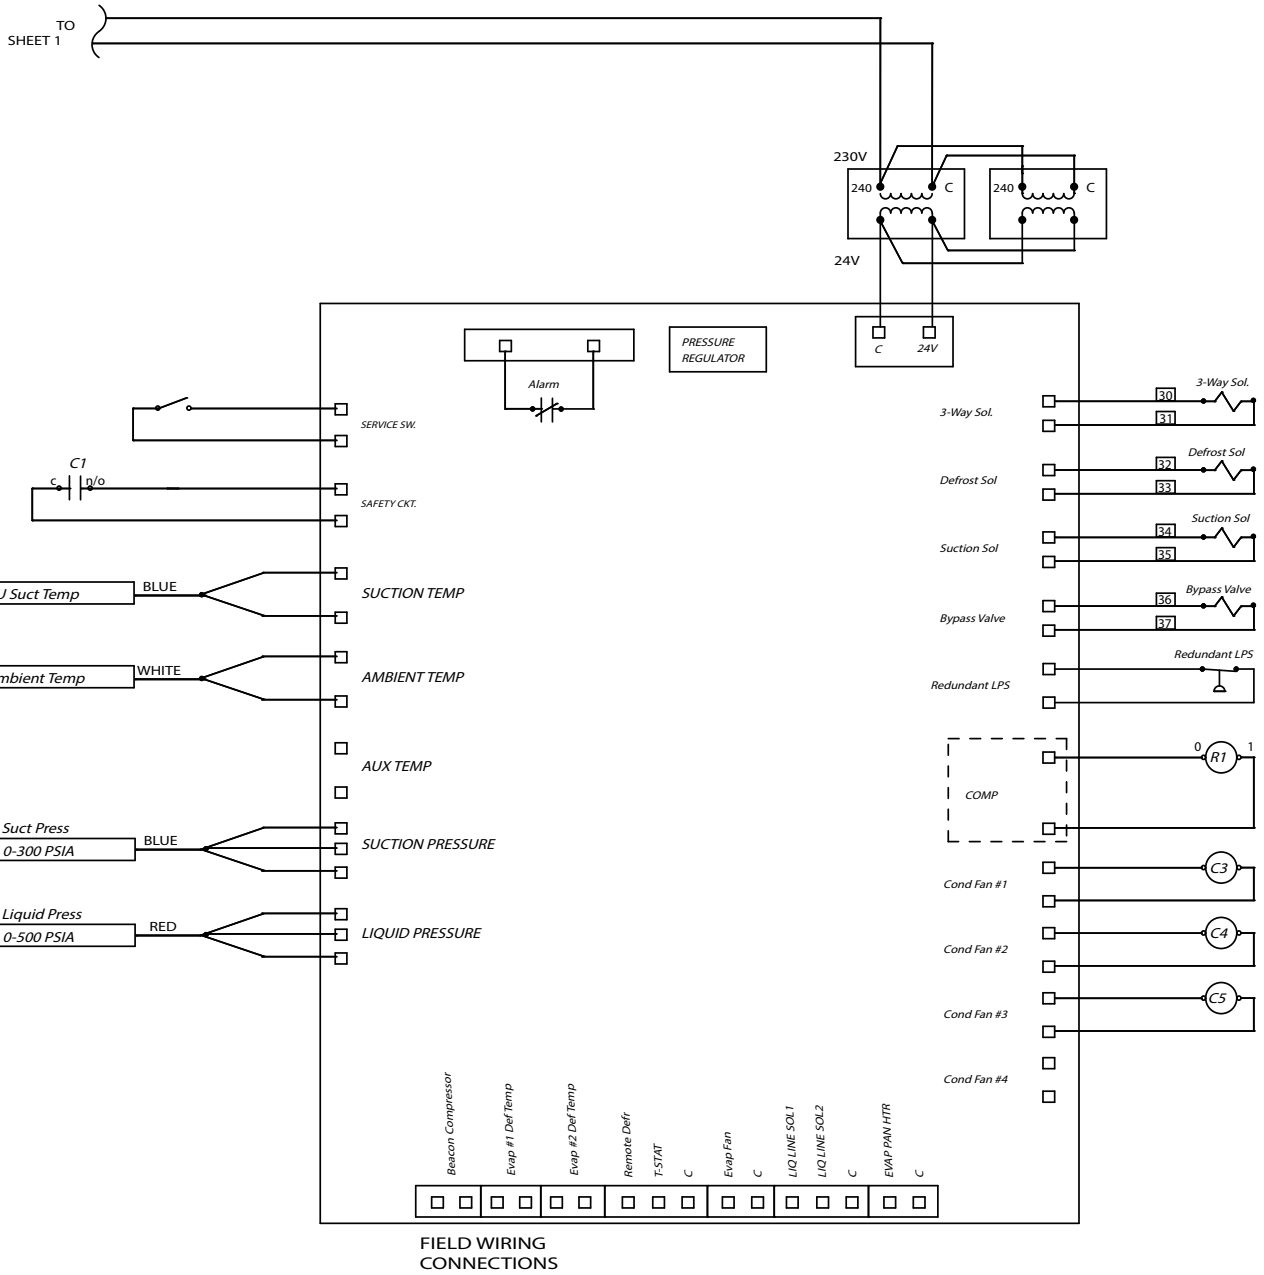 TO
SHEET 1
230V
240
C
240
C
24V
C
24V
PRESSURE
REGULATOR
Alarm
SERVICE SW.
C1
c
n/o
SAFETY CKT.
U Suct Temp
BLUE
SUCTION TEMP
mbient Temp
WHITE
AMBIENT TEMP
AUX TEMP
Suct Press
0-300 PSIA
BLUE
SUCTION PRESSURE
Liquid Press
0-500 PSIA
RED
LIQUID PRESSURE
3-Way Sol.
30
31
3-Way Sol.
Defrost Sol
32
33
Defrost Sol
Suction Sol
34
35
Suction Sol
Bypass Valve
36
37
Bypass Valve
Redundant LPS
Redundant LPS
COMP
0
R1
1
Cond Fan #1
C3
Cond Fan #2
C4
Cond Fan #3
C5
Cond Fan #4
Beacon Compressor
Evap #1 Def Temp
Evap #2 Def Temp
Remote Defr
T-STAT
C
Evap Fan
C
LIQ LINE SOL1
LIQ LINE SOL2
C
EVAP PAN HTR
C
FIELD WIRING
CONNECTIONS